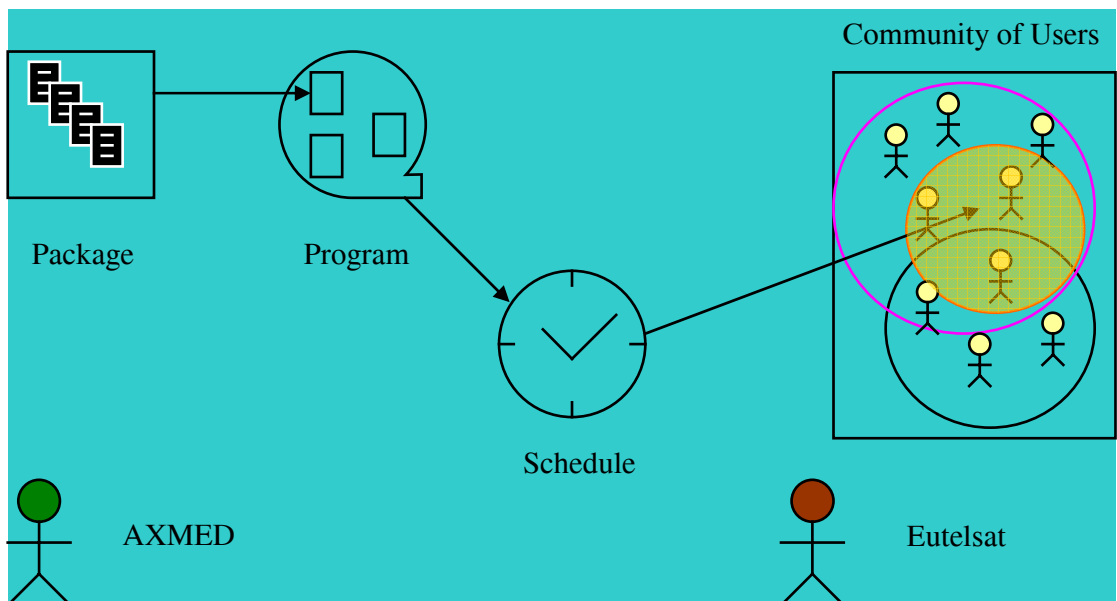 Community of Users
Package
Program
Schedule
AXMED
Eutelsat